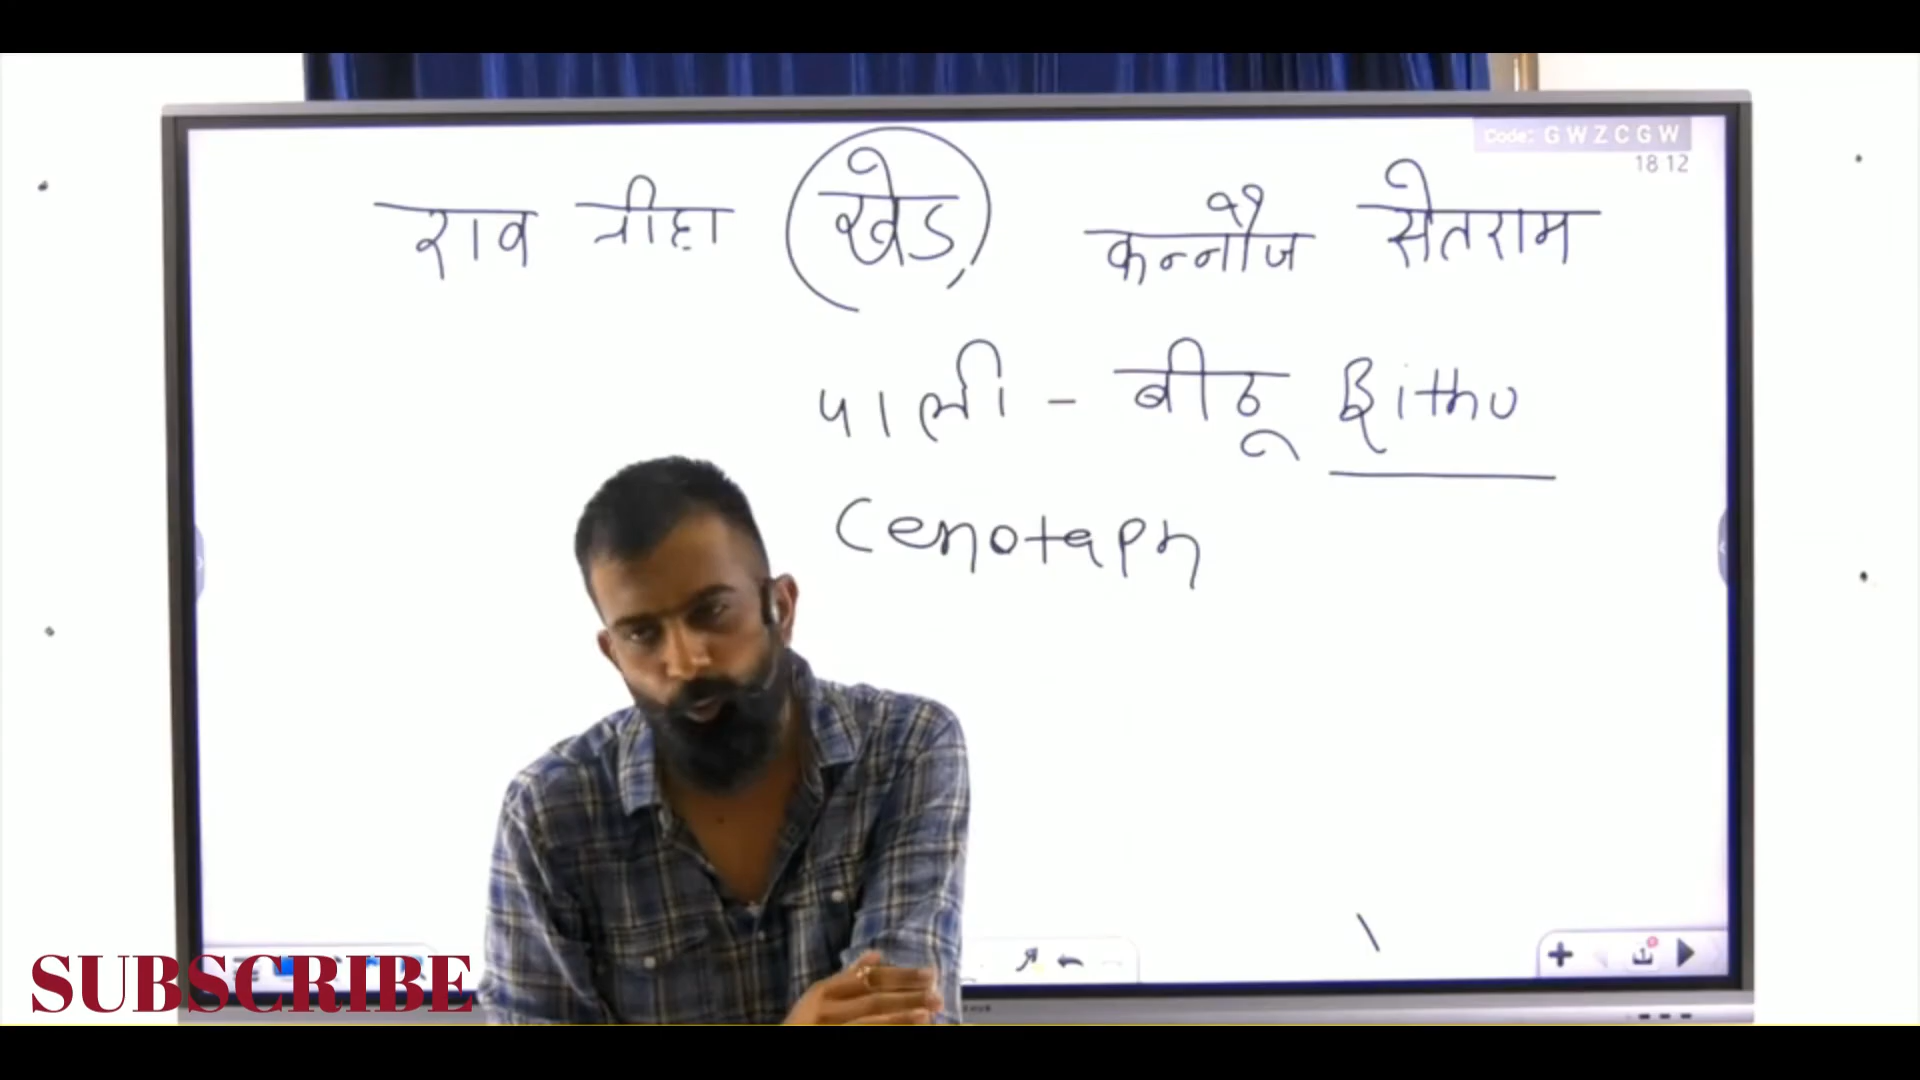 Code: GWZCGW
18 12
राव त्रीहा खेड, कन्नौज सेतराम
पाली - बीठू Bithu
Cenotaph
SUBSCRIBE